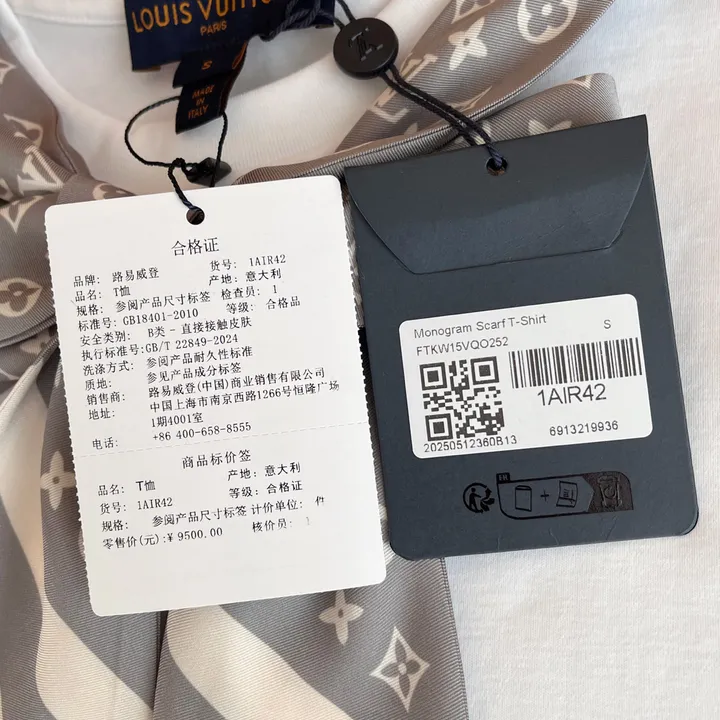 LOUIS VUITTON
PARIS
S
MADE
IN
ITALY
合格证
品牌: 路易威登 货号: 1AIR42
品名: T恤 产地: 意大利
规格: 参阅产品尺寸标签 检查员: 1
标准号: GB18401-2010 等级: 合格品
安全类别: B类 - 直接接触皮肤
执行标准号:GB/T 22849-2024
洗涤方式: 参阅产品耐久性标准
质地: 参见产品成分标签
销售商: 路易威登(中国)商业销售有限公司
地址: 中国上海市南京西路1266号恒隆广场
1期4001室
电话: +86 400-658-8555
商品标价签
品名: T恤 产地: 意大利
货号: 1AIR42 等级: 合格证
规格: 参阅产品尺寸标签 计价单位: 件
零售价(元):¥ 9500.00 核价员:
Monogram Scarf T-Shirt S
FTKW15VQO252
1AIR42
20250512360B13 6913219936
FR
+